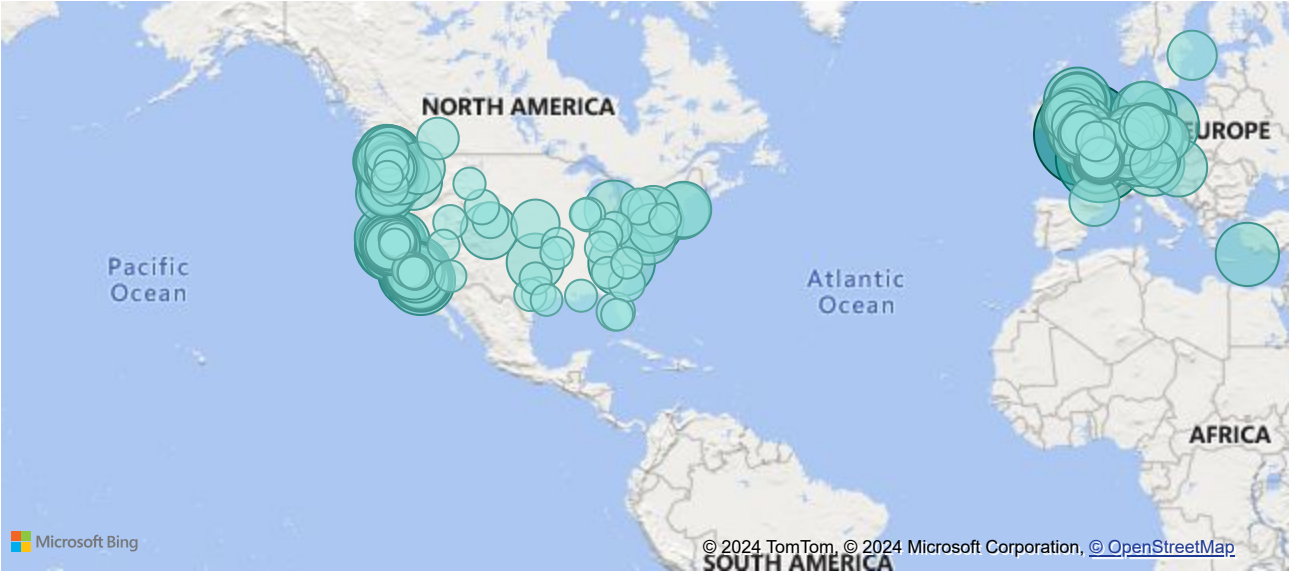 NORTH AMERICA
EUROPE
Pacific
Ocean
Atlantic
Ocean
AFRICA
Microsoft Bing
© 2024 TomTom, © 2024 Microsoft Corporation, © OpenStreetMap
SOUTH AMERICA